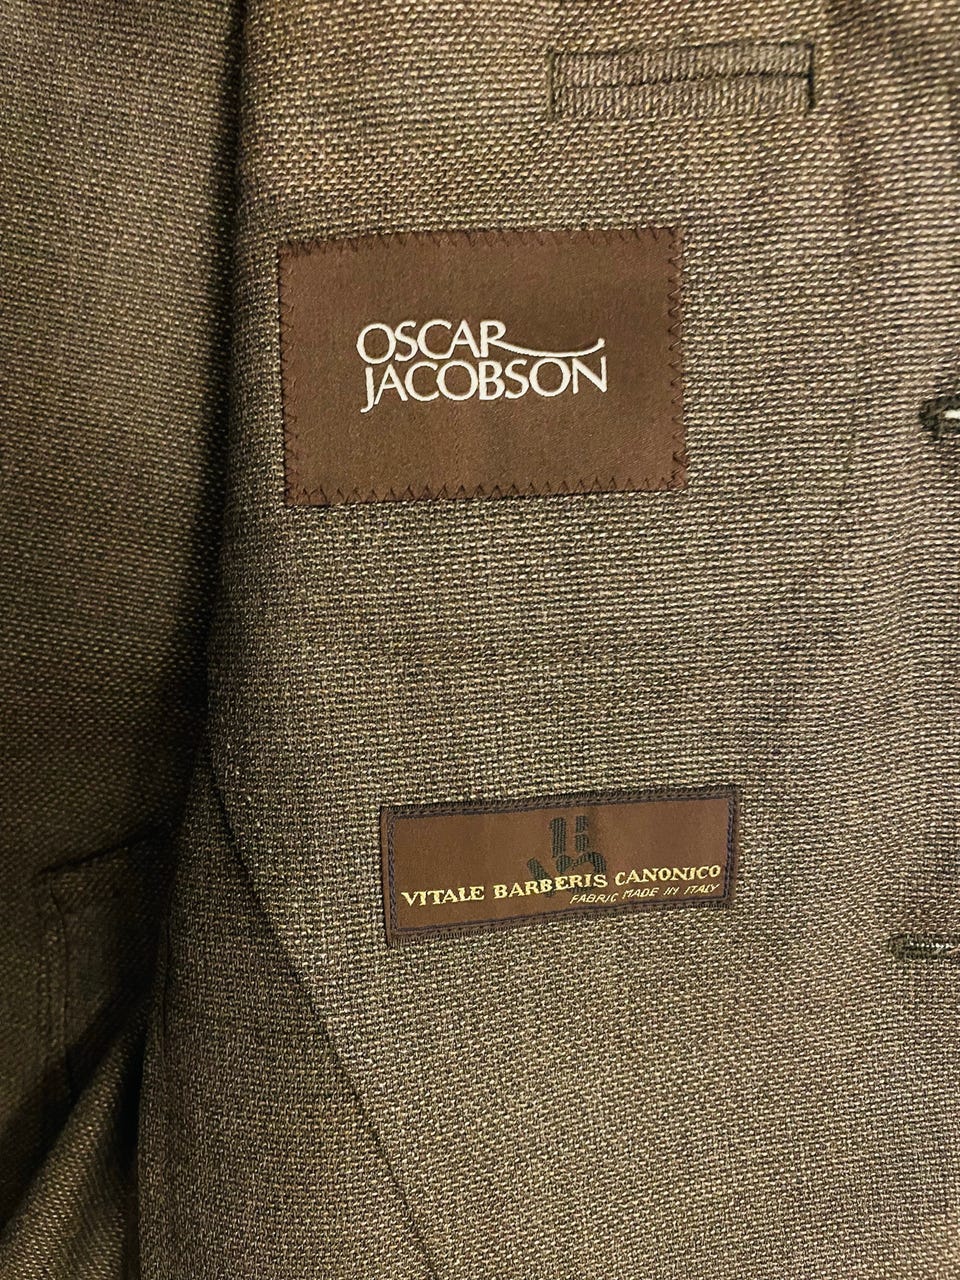 OSCAR
JACOBSON
VITALE BARBERIS CANONICO
FABRIC MADE IN ITALY